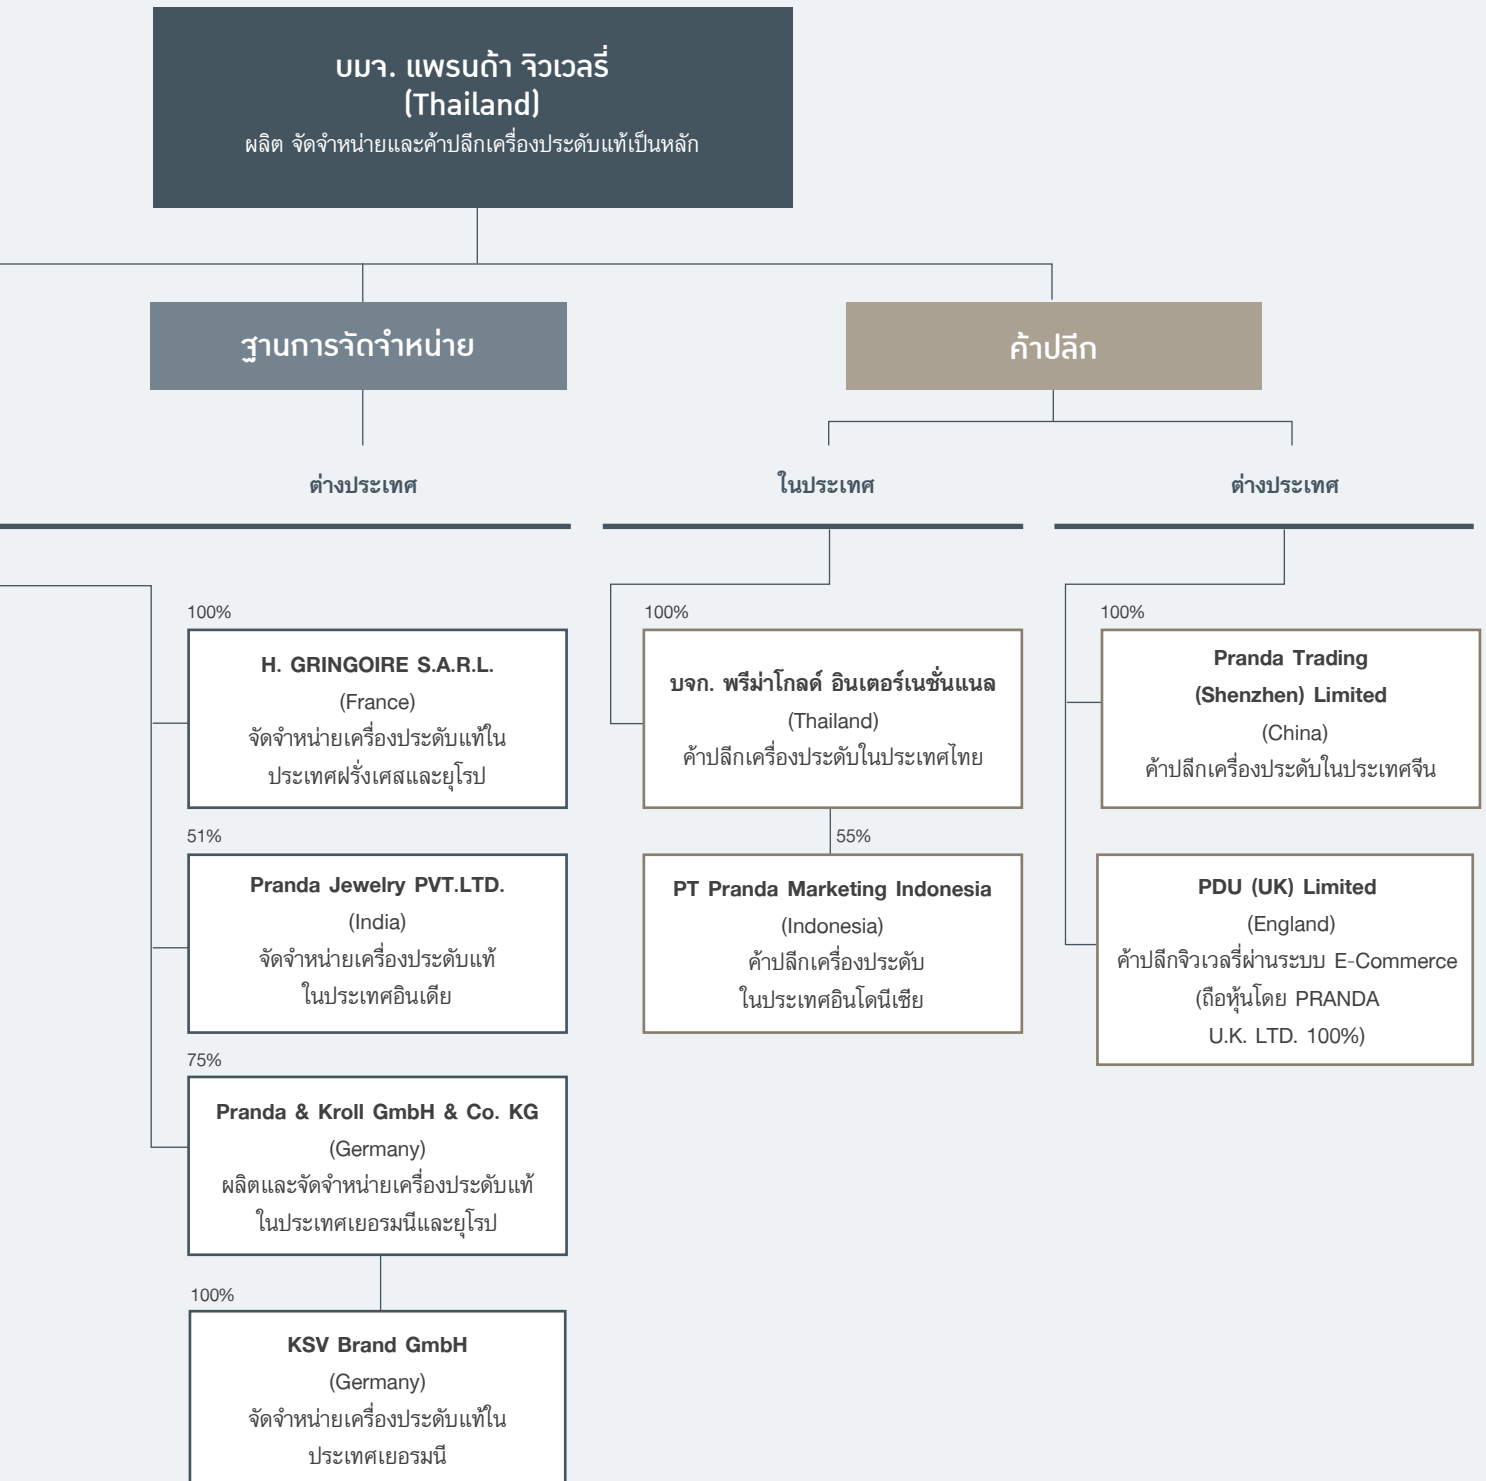 บมจ. แพรนด้า จิวเวลรี่
(Thailand)
ผลิต จัดจำหน่ายและค้าปลีกเครื่องประดับแท้เป็นหลัก
ฐานการจัดจำหน่าย
ค้าปลีก
ต่างประเทศ
ในประเทศ
ต่างประเทศ
100%
H. GRINGOIRE S.A.R.L.
(France)
จัดจำหน่ายเครื่องประดับแท้ใน
ประเทศฝรั่งเศสและยุโรป
51%
Pranda Jewelry PVT.LTD.
(India)
จัดจำหน่ายเครื่องประดับแท้
ในประเทศอินเดีย
75%
Pranda & Kroll GmbH & Co. KG
(Germany)
ผลิตและจัดจำหน่ายเครื่องประดับแท้
ในประเทศเยอรมนีและยุโรป
100%
KSV Brand GmbH
(Germany)
จัดจำหน่ายเครื่องประดับแท้ใน
ประเทศเยอรมนี
100%
บจก. พรีม่าโกลด์ อินเตอร์เนชั่นแนล
(Thailand)
ค้าปลีกเครื่องประดับในประเทศไทย
55%
PT Pranda Marketing Indonesia
(Indonesia)
ค้าปลีกเครื่องประดับ
ในประเทศอินโดนีเซีย
100%
Pranda Trading
(Shenzhen) Limited
(China)
ค้าปลีกเครื่องประดับในประเทศจีน
PDU (UK) Limited
(England)
ค้าปลีกจิวเวลรี่ผ่านระบบ E-Commerce
(ถือหุ้นโดย PRANDA
U.K. LTD. 100%)